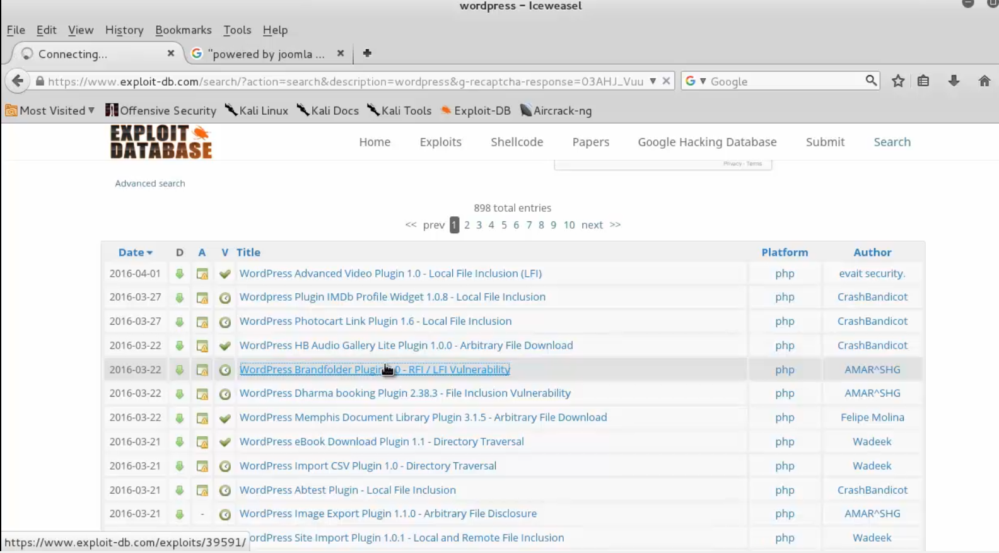 wordpress – Iceweasel
File Edit View History Bookmarks Tools Help
Connecting... "powered by joomla ...
https://www.exploit-db.com/search/?action=search&description=wordpress&g-recaptcha-response=03AHJ_Vuu Google
Most Visited Offensive Security Kali Linux Kali Docs Kali Tools Exploit-DB Aircrack-ng
EXPLOIT
DATABASE
Home Exploits Shellcode Papers Google Hacking Database Submit Search
Privacy - Terms
Advanced search
898 total entries
<< prev 1 2 3 4 5 6 7 8 9 10 next >>
Date D A V Title Platform Author
2016-04-01 WordPress Advanced Video Plugin 1.0 - Local File Inclusion (LFI) php evait security.
2016-03-27 Wordpress Plugin IMDb Profile Widget 1.0.8 - Local File Inclusion php CrashBandicot
2016-03-27 WordPress Photocart Link Plugin 1.6 - Local File Inclusion php CrashBandicot
2016-03-22 WordPress HB Audio Gallery Lite Plugin 1.0.0 - Arbitrary File Download php CrashBandicot
2016-03-22 WordPress Brandfolder Plugin 0 - RFI / LFI Vulnerability php AMAR^SHG
2016-03-22 WordPress Dharma booking Plugin 2.38.3 - File Inclusion Vulnerability php AMAR^SHG
2016-03-22 WordPress Memphis Document Library Plugin 3.1.5 - Arbitrary File Download php Felipe Molina
2016-03-21 WordPress eBook Download Plugin 1.1 - Directory Traversal php Wadeek
2016-03-21 WordPress Import CSV Plugin 1.0 - Directory Traversal php Wadeek
2016-03-21 WordPress Abtest Plugin - Local File Inclusion php CrashBandicot
2016-03-21 - WordPress Image Export Plugin 1.1.0 - Arbitrary File Disclosure php AMAR^SHG
ordPress Site Import Plugin 1.0.1 - Local and Remote File Inclusion php Wadeek
https://www.exploit-db.com/exploits/39591/